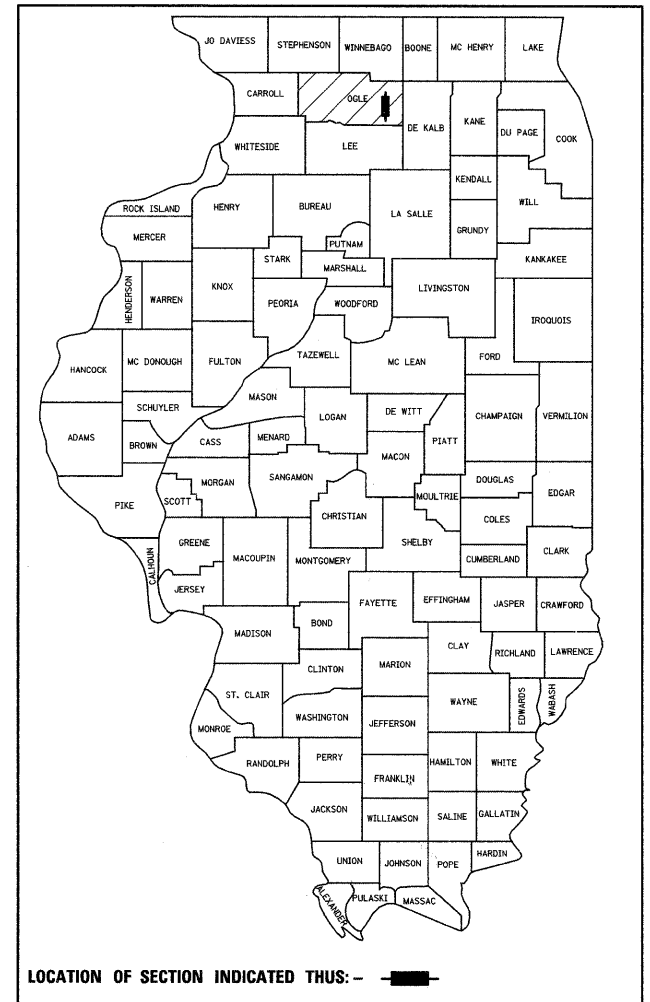 JO DAVIESS
STEPHENSON
WINNEBAGO
BOONE
MC HENRY
LAKE
CARROLL
OGLE
DE KALB
KANE
DU PAGE
COOK
WHITESIDE
LEE
KENDALL
WILL
ROCK ISLAND
HENRY
BUREAU
LA SALLE
GRUNDY
MERCER
PUTNAM
KANKAKEE
STARK
MARSHALL
HENDERSON
WARREN
KNOX
PEORIA
WOODFORD
LIVINGSTON
IROQUOIS
HANCOCK
MC DONOUGH
FULTON
TAZEWELL
MC LEAN
FORD
MASON
SCHUYLER
LOGAN
DE WITT
CHAMPAIGN
VERMILION
ADAMS
BROWN
CASS
MENARD
MACON
PIATT
MORGAN
SANGAMON
DOUGLAS
EDGAR
PIKE
SCOTT
CHRISTIAN
MOULTRIE
COLES
GREENE
MACOUPIN
MONTGOMERY
SHELBY
CUMBERLAND
CLARK
CALHOUN
JERSEY
FAYETTE
EFFINGHAM
JASPER
CRAWFORD
MADISON
BOND
CLAY
RICHLAND
LAWRENCE
CLINTON
MARION
ST. CLAIR
WAYNE
EDWARDS
WABASH
MONROE
WASHINGTON
JEFFERSON
RANDOLPH
PERRY
HAMILTON
WHITE
FRANKLIN
JACKSON
WILLIAMSON
SALINE
GALLATIN
UNION
JOHNSON
POPE
HARDIN
ALEXANDER
PULASKI
MASSAC
LOCATION OF SECTION INDICATED THUS: –